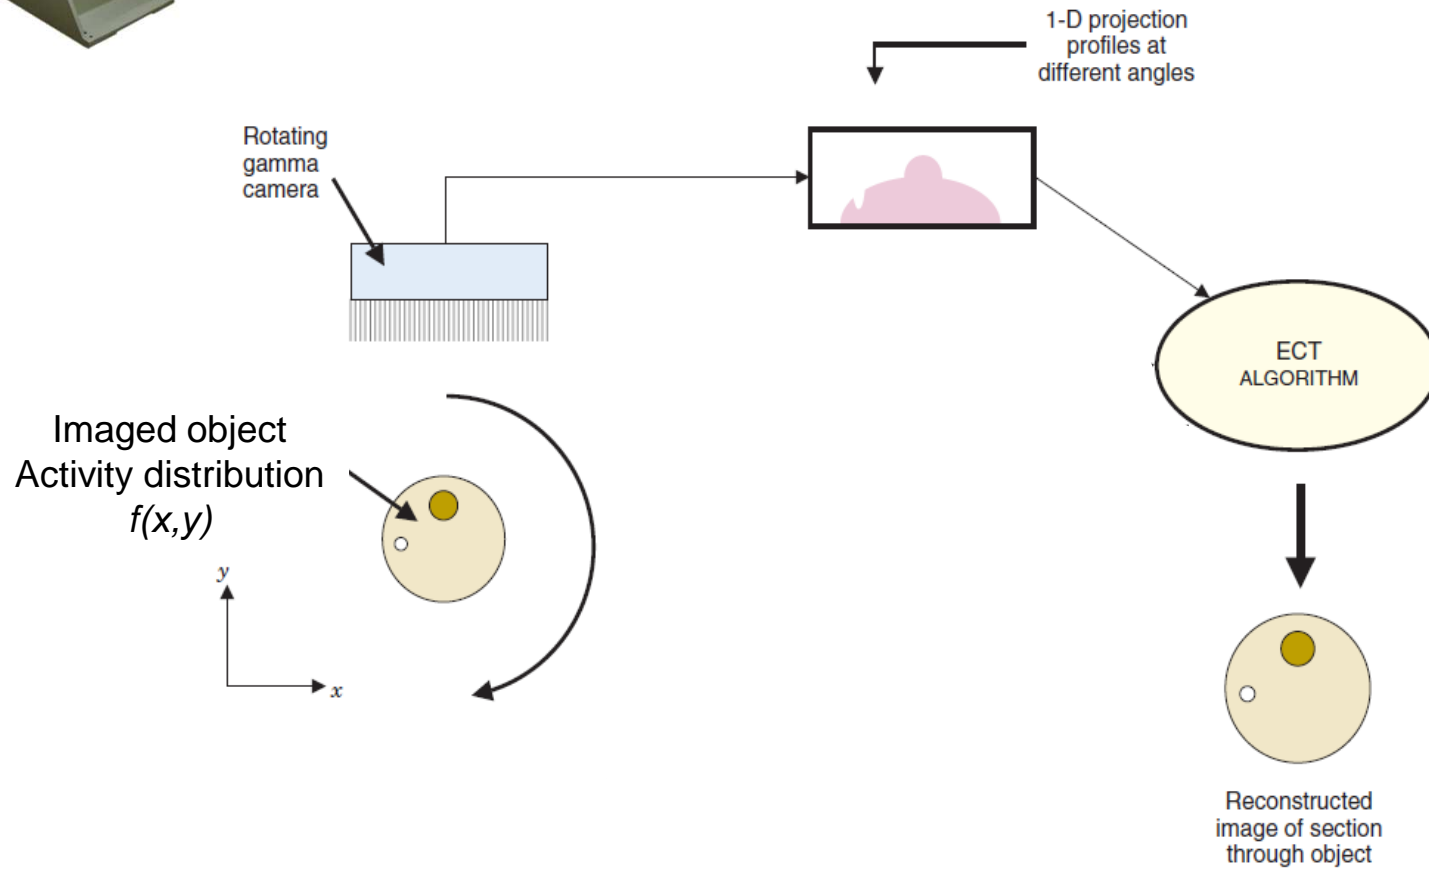 1-D projection
profiles at
different angles
Rotating
gamma
camera
ECT
ALGORITHM
Imaged object
Activity distribution
f(x,y)
y
x
Reconstructed
image of section
through object